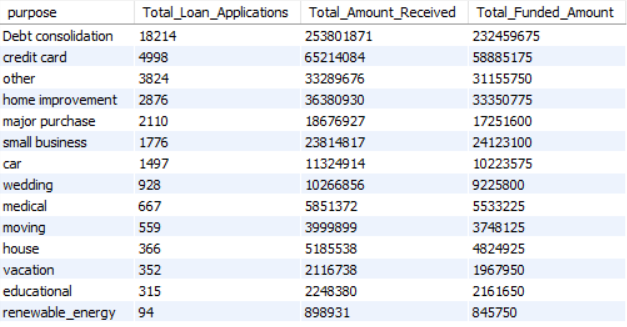 purpose Total_Loan_Applications Total_Amount_Received Total_Funded_Amount
Debt consolidation 18214 253801871 232459675
credit card 4998 65214084 58885175
other 3824 33289676 31155750
home improvement 2876 36380930 33350775
major purchase 2110 18676927 17251600
small business 1776 23814817 24123100
car 1497 11324914 10223575
wedding 928 10266856 9225800
medical 667 5851372 5533225
moving 559 3999899 3748125
house 366 5185538 4824925
vacation 352 2116738 1967950
educational 315 2248380 2161650
renewable_energy 94 898931 845750